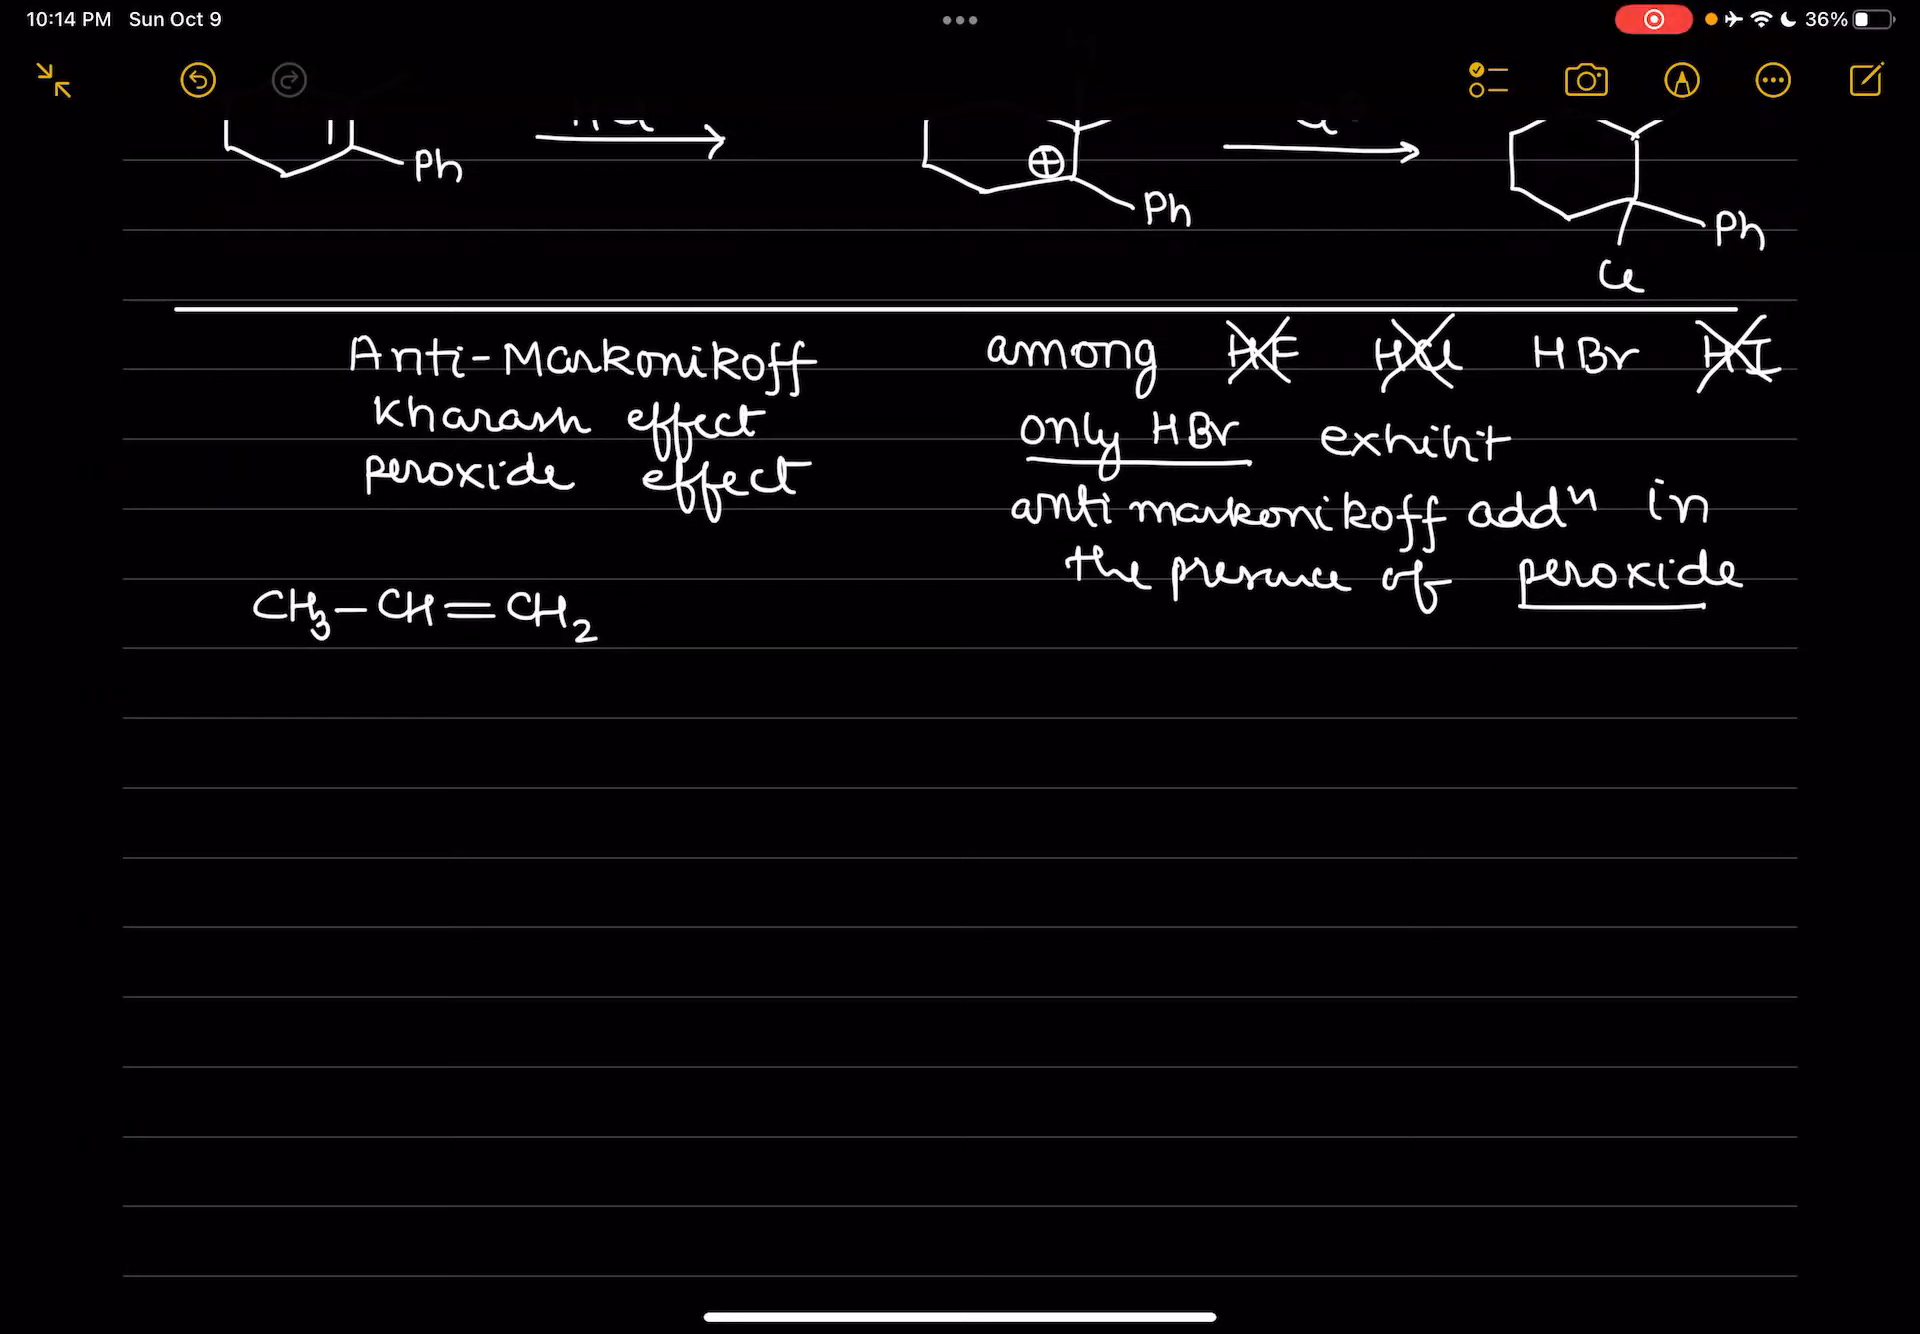 10:14 PM Sun Oct 9
36%
Ph
Ph
Ph
Cl
Anti-Markonikoff
Kharash effect
peroxide effect
among HF HCl HBr HI
only HBr exhibit
anti markonikoff addⁿ in
the presence of peroxide
CH₃-CH=CH₂